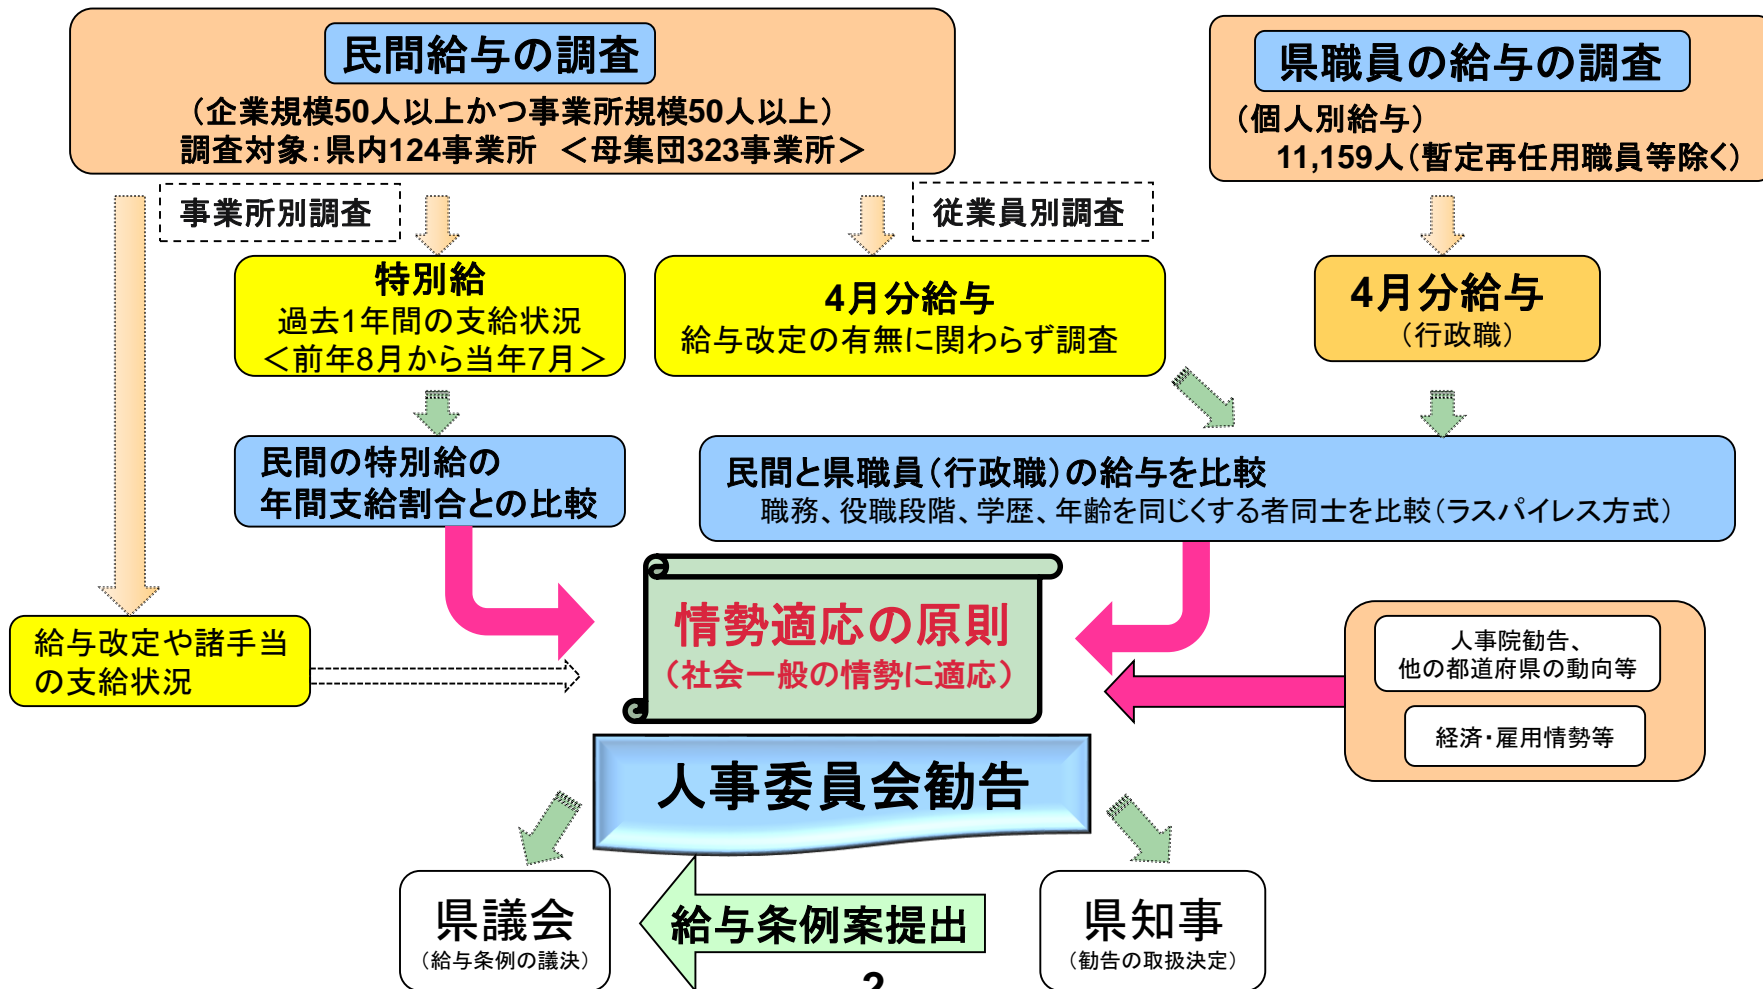 民間給与の調査
（企業規模50人以上かつ事業所規模50人以上）
調査対象：県内124事業所　＜母集団323事業所＞
県職員の給与の調査
（個人別給与）
11,159人（暫定再任用職員等除く）
事業所別調査
従業員別調査
特別給
過去1年間の支給状況
＜前年8月から当年7月＞
4月分給与
給与改定の有無に関わらず調査
4月分給与
（行政職）
民間の特別給の
年間支給割合との比較
民間と県職員（行政職）の給与を比較
職務、役職段階、学歴、年齢を同じくする者同士を比較（ラスパイレス方式）
給与改定や諸手当
の支給状況
情勢適応の原則
（社会一般の情勢に適応）
人事院勧告、
他の都道府県の動向等
経済・雇用情勢等
人事委員会勧告
県議会
（給与条例の議決）
給与条例案提出
県知事
（勧告の取扱決定）
2